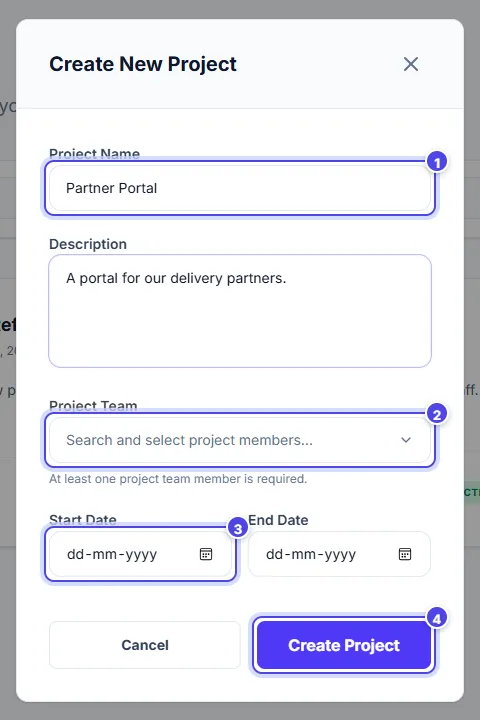 Create New Project
Project Name
1
Partner Portal
Description
A portal for our delivery partners.
Project Team
2
Search and select project members...
At least one project team member is required.
Start Date
3
End Date
dd-mm-yyyy
dd-mm-yyyy
4
Cancel
Create Project